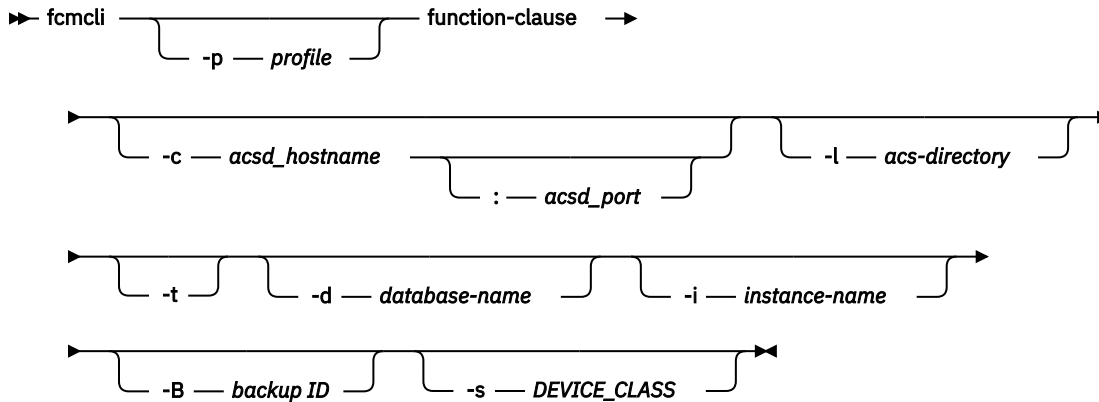 fcmcli function-clause
-p profile
-c acsd_hostname -l acs-directory
: acsd_port
-t -d database-name -i instance-name
-B backup ID -s DEVICE_CLASS